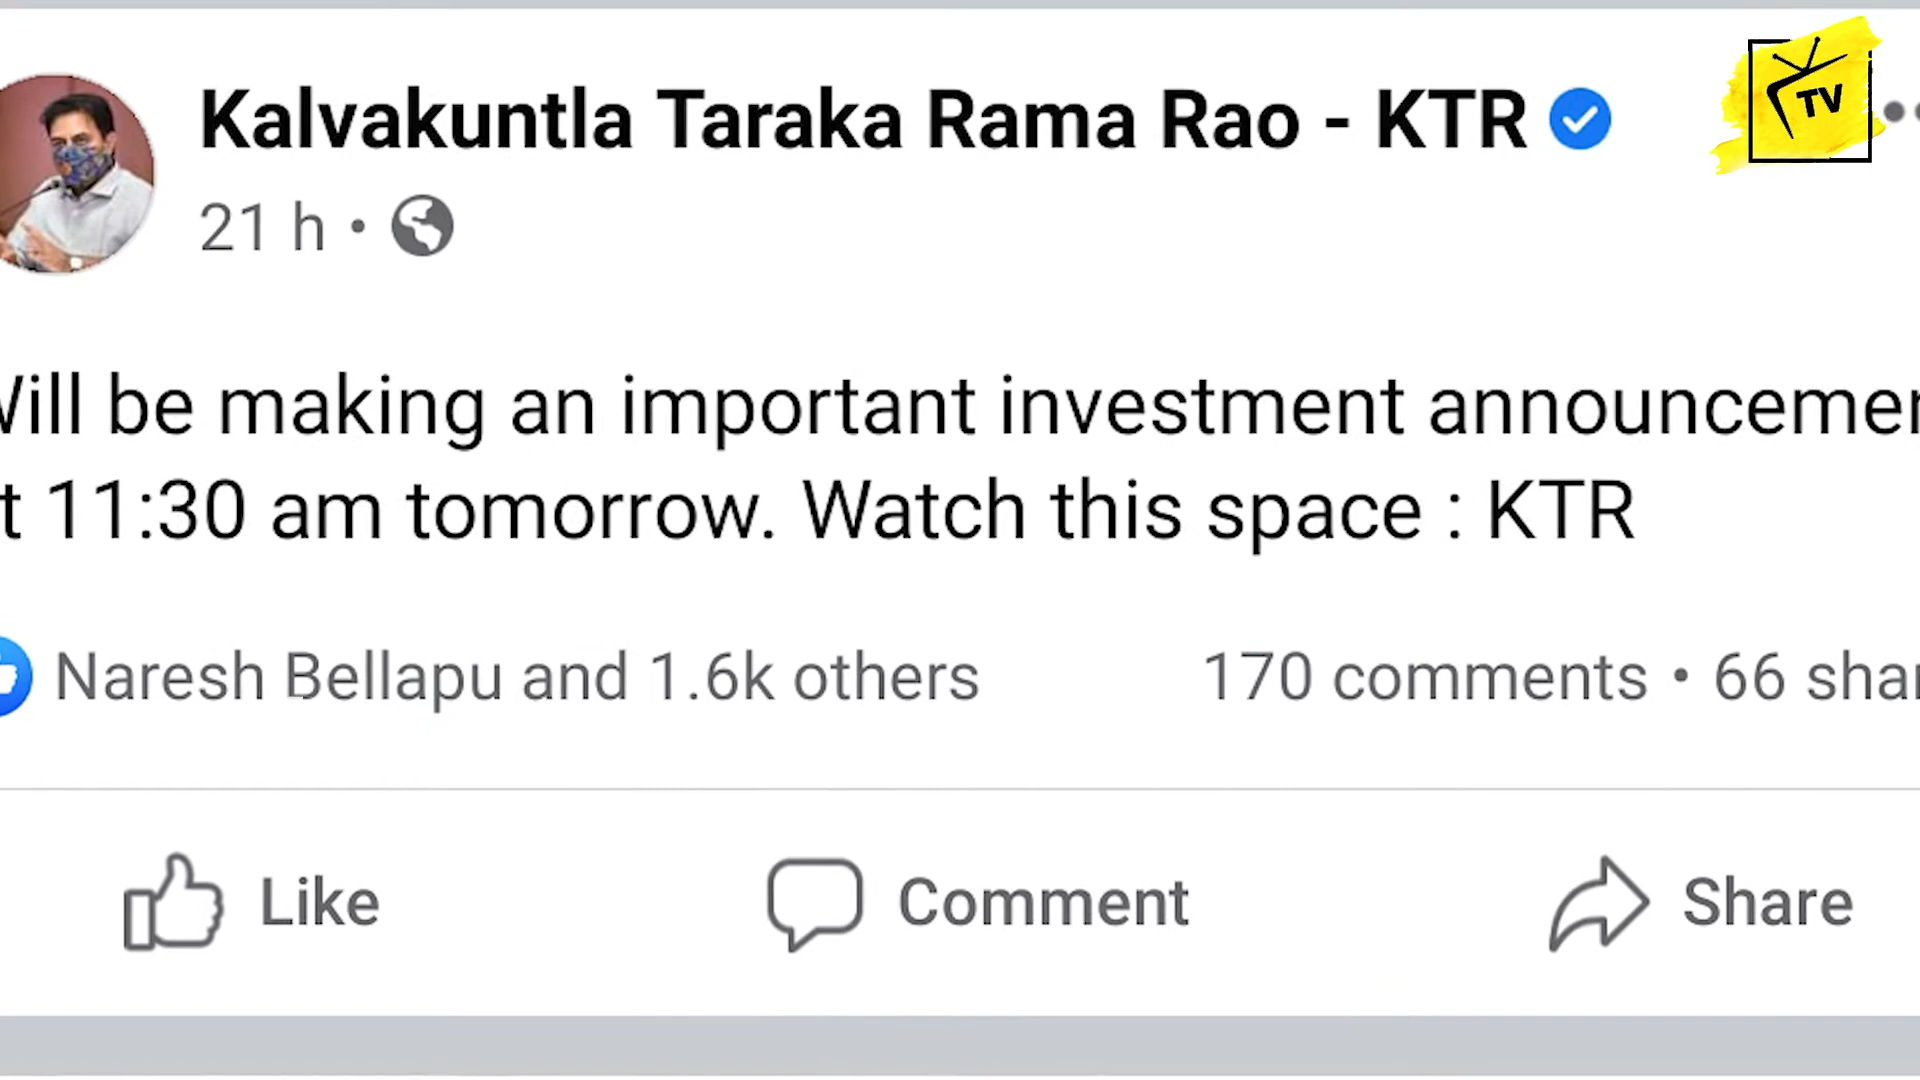 Kalvakuntla Taraka Rama Rao - KTR
TV
21 h •
Will be making an important investment announcemen
t 11:30 am tomorrow. Watch this space : KTR
Naresh Bellapu and 1.6k others 170 comments • 66 shar
Like Comment Share